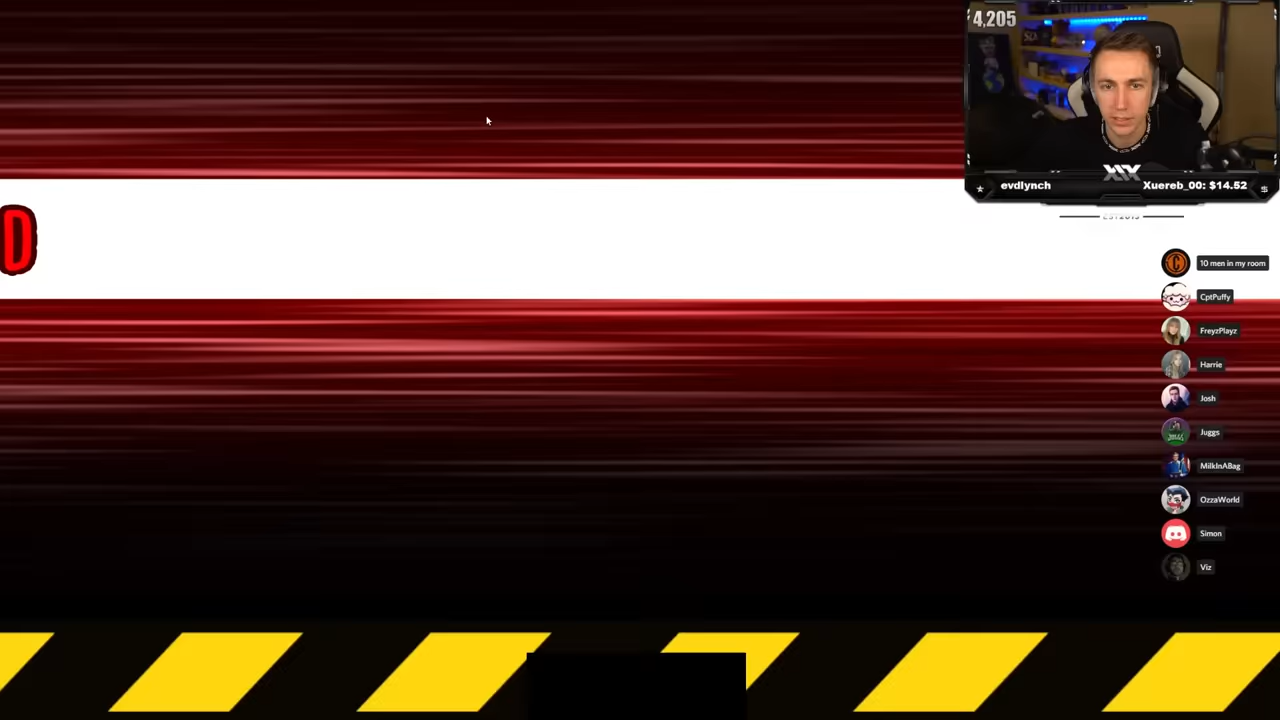 4,205
D
XIX
evdlynch
Xuereb_00: $14.52
10 men in my room
CptPuffy
FreyzPlayz
Harrie
Josh
Juggs
MilkInABag
OzzaWorld
Simon
Viz